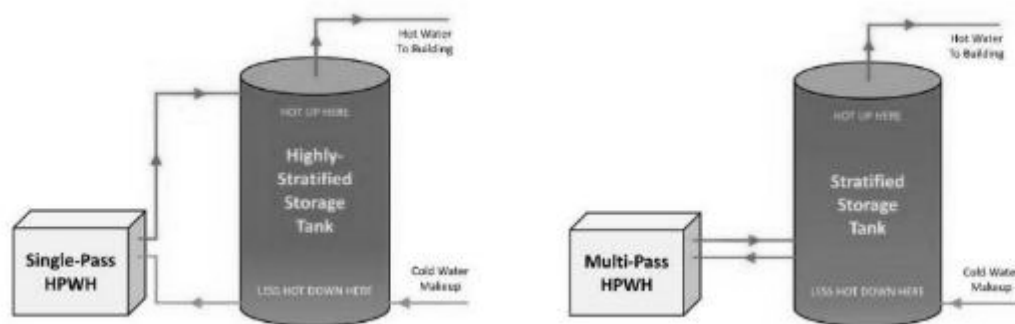 Hot Water
To Building
HOT UP HERE
Highly-
Stratified
Storage
Tank
Single-Pass
HPWH
LESS HOT DOWN HERE
Cold Water
Makeup
Hot Water
To Building
HOT UP HERE
Stratified
Storage
Tank
Multi-Pass
HPWH
LESS HOT DOWN HERE
Cold Water
Makeup